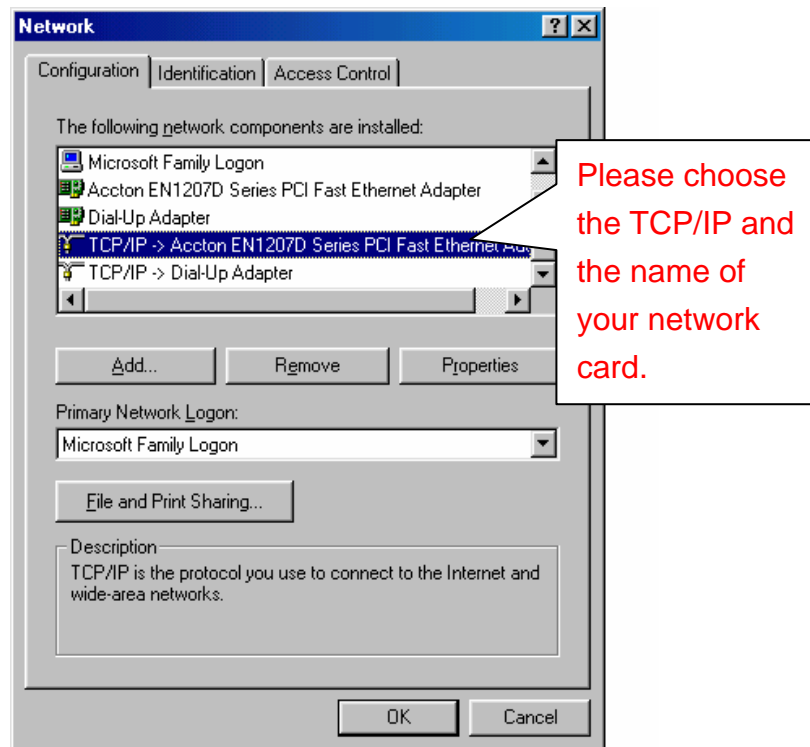 Network
Configuration
Identification
Access Control
The following network components are installed:
Microsoft Family Logon
Accton EN1207D Series PCI Fast Ethernet Adapter
Dial-Up Adapter
TCP/IP -> Accton EN1207D Series PCI Fast Ethernet
TCP/IP -> Dial-Up Adapter
Please choose
the TCP/IP and
the name of
your network
card.
Add...
Remove
Properties
Primary Network Logon:
Microsoft Family Logon
File and Print Sharing...
Description
TCP/IP is the protocol you use to connect to the Internet and
wide-area networks.
OK
Cancel